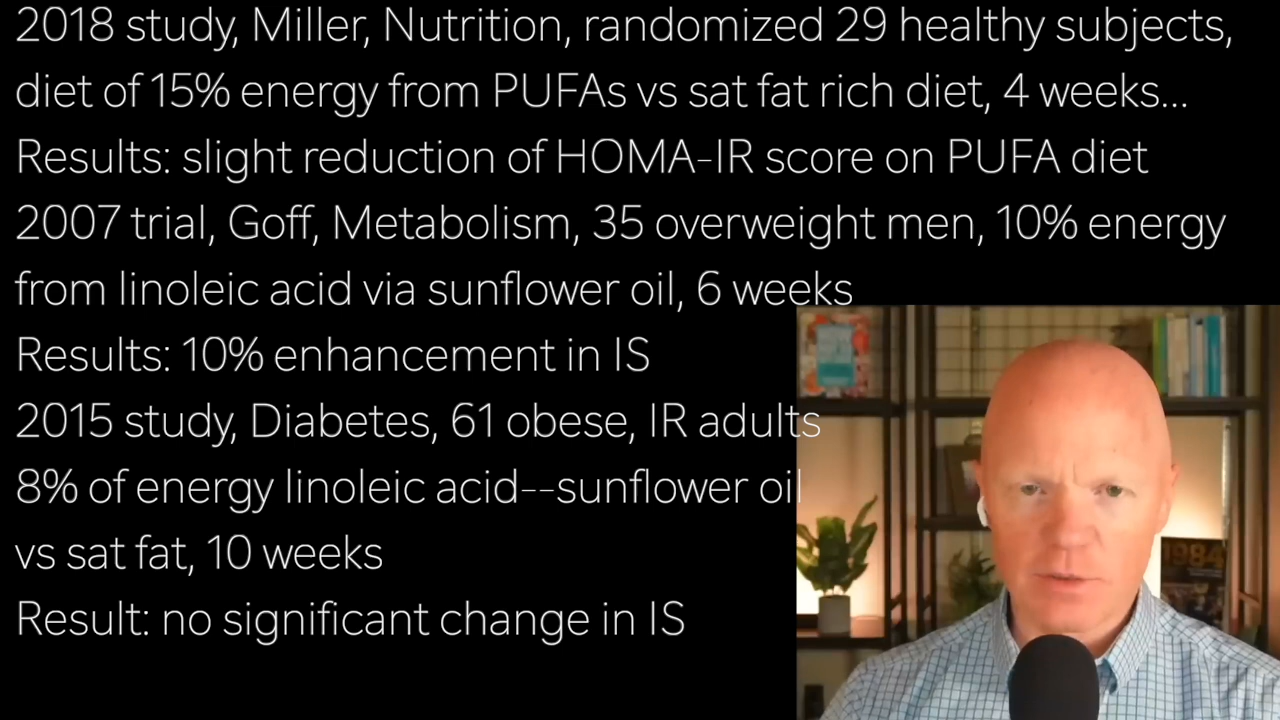 2018 study, Miller, Nutrition, randomized 29 healthy subjects,
diet of 15% energy from PUFAs vs sat fat rich diet, 4 weeks...
Results: slight reduction of HOMA-IR score on PUFA diet
2007 trial, Goff, Metabolism, 35 overweight men, 10% energy
from linoleic acid via sunflower oil, 6 weeks
Results: 10% enhancement in IS
2015 study, Diabetes, 61 obese, IR adults
8% of energy linoleic acid--sunflower oil
vs sat fat, 10 weeks
Result: no significant change in IS
1984